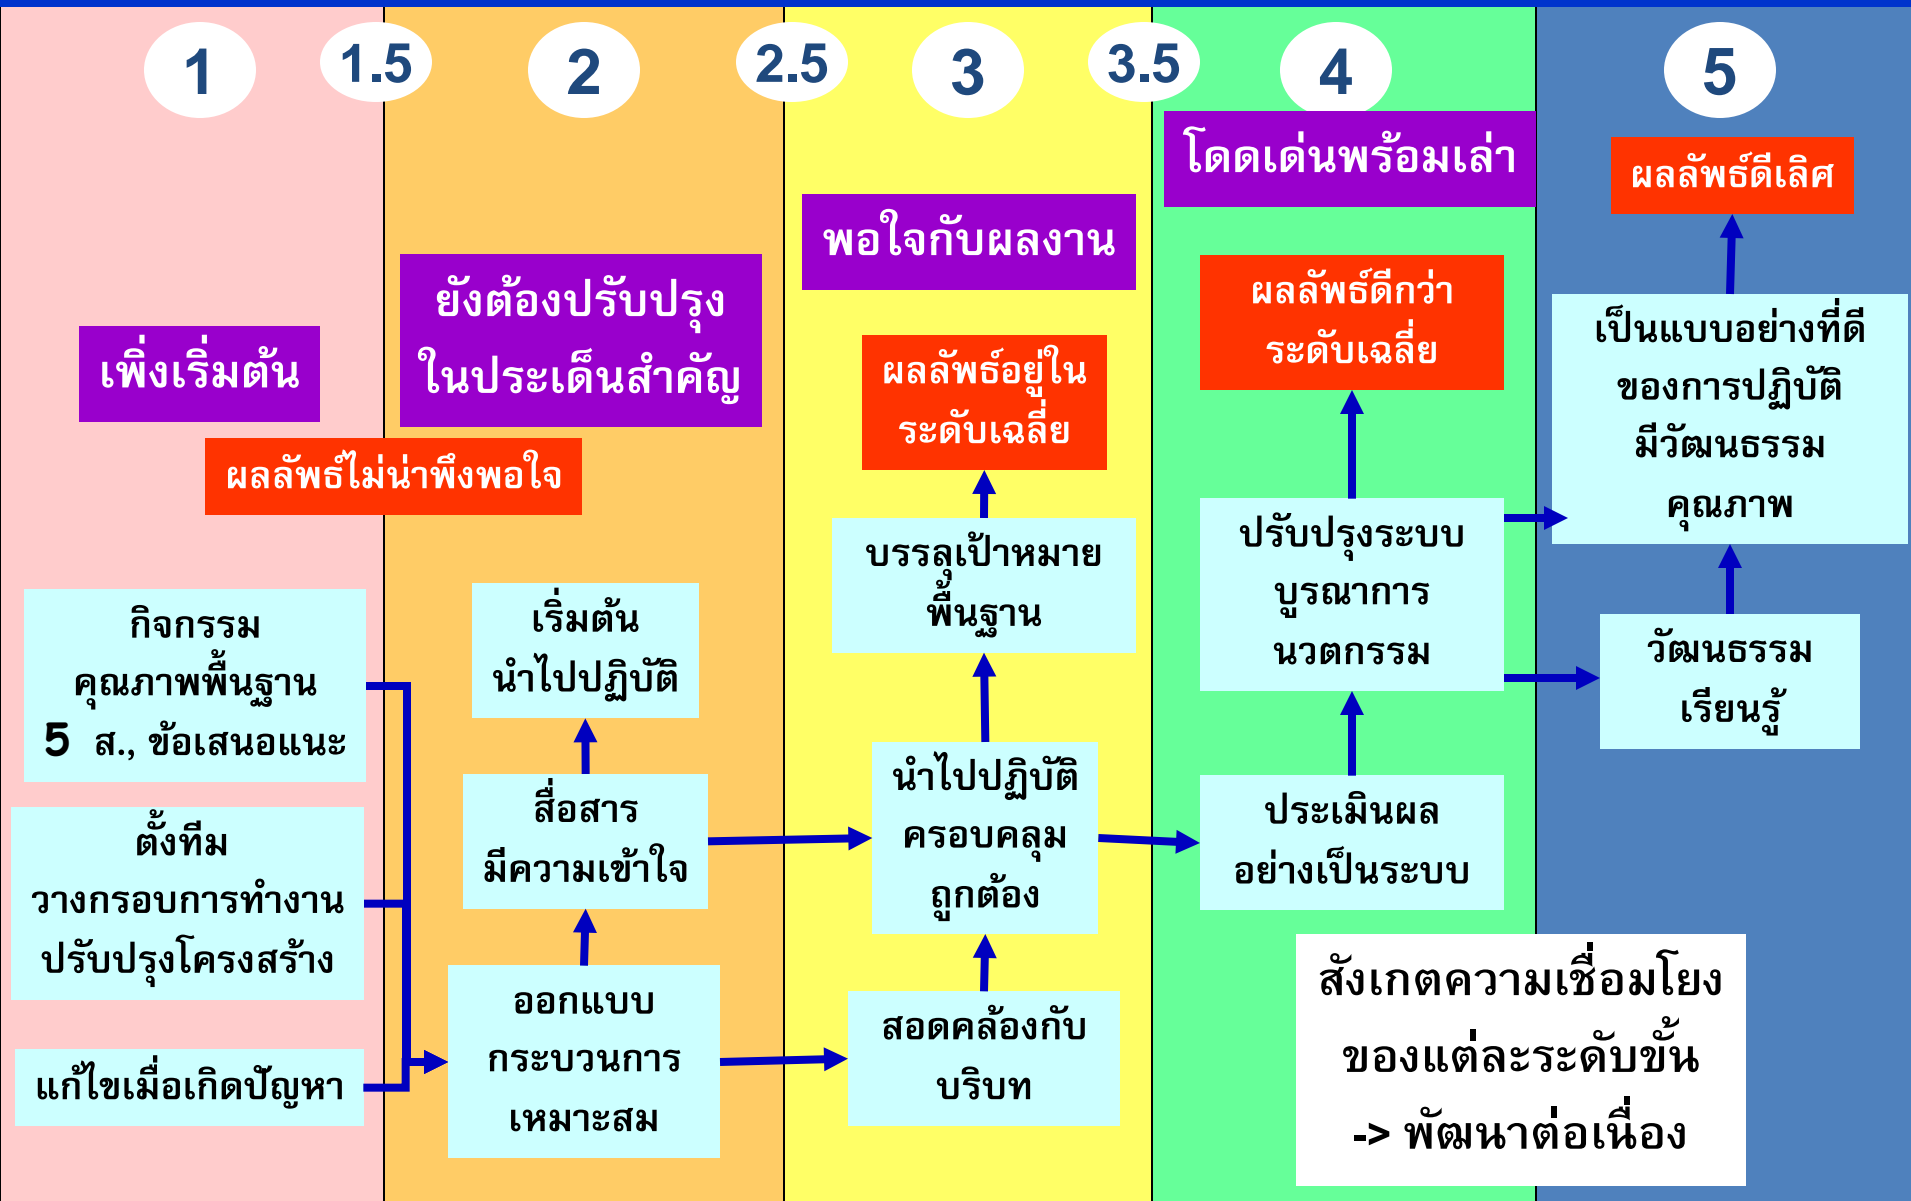 1
1.5
2
2.5
3
3.5
4
5
เพิ่งเริ่มต้น
ยังต้องปรับปรุง
ในประเด็นสำคัญ
ผลลัพธ์ไม่น่าพึงพอใจ
พอใจกับผลงาน
โดดเด่นพร้อมเล่า
ผลลัพธ์ดีเลิศ
ผลลัพธ์อยู่ใน
ระดับเฉลี่ย
ผลลัพธ์ดีกว่า
ระดับเฉลี่ย
กิจกรรม
คุณภาพพื้นฐาน
5 ส., ข้อเสนอแนะ
ตั้งทีม
วางกรอบการทำงาน
ปรับปรุงโครงสร้าง
แก้ไขเมื่อเกิดปัญหา
เริ่มต้น
นำไปปฏิบัติ
สื่อสาร
มีความเข้าใจ
ออกแบบ
กระบวนการ
เหมาะสม
บรรลุเป้าหมาย
พื้นฐาน
นำไปปฏิบัติ
ครอบคลุม
ถูกต้อง
สอดคล้องกับ
บริบท
ปรับปรุงระบบ
บูรณาการ
นวตกรรม
ประเมินผล
อย่างเป็นระบบ
เป็นแบบอย่างที่ดี
ของการปฏิบัติ
มีวัฒนธรรม
คุณภาพ
วัฒนธรรม
เรียนรู้
สังเกตความเชื่อมโยง
ของแต่ละระดับขั้น
-> พัฒนาต่อเนื่อง